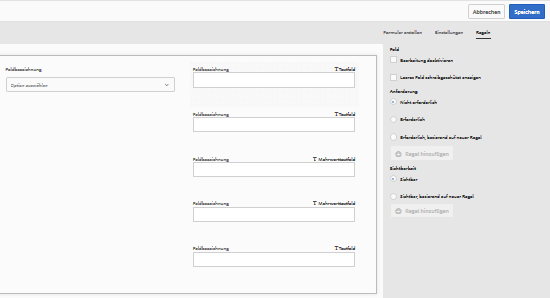 Abbrechen
Speichern
Formular erstellen
Einstellungen
Regeln
Feldbezeichnung
Option auswählen
Feldbezeichnung
Textfeld
Feldbezeichnung
Textfeld
Feldbezeichnung
Mehrwerttextfeld
Feldbezeichnung
Mehrwerttextfeld
Feldbezeichnung
Textfeld
Feld
Bearbeitung deaktivieren
Leeres Feld schreibgeschützt anzeigen
Anforderung
Nicht erforderlich
Erforderlich
Erforderlich, basierend auf neuer Regel
Regel hinzufügen
Sichtbarkeit
Sichtbar
Sichtbar, basierend auf neuer Regel
Regel hinzufügen